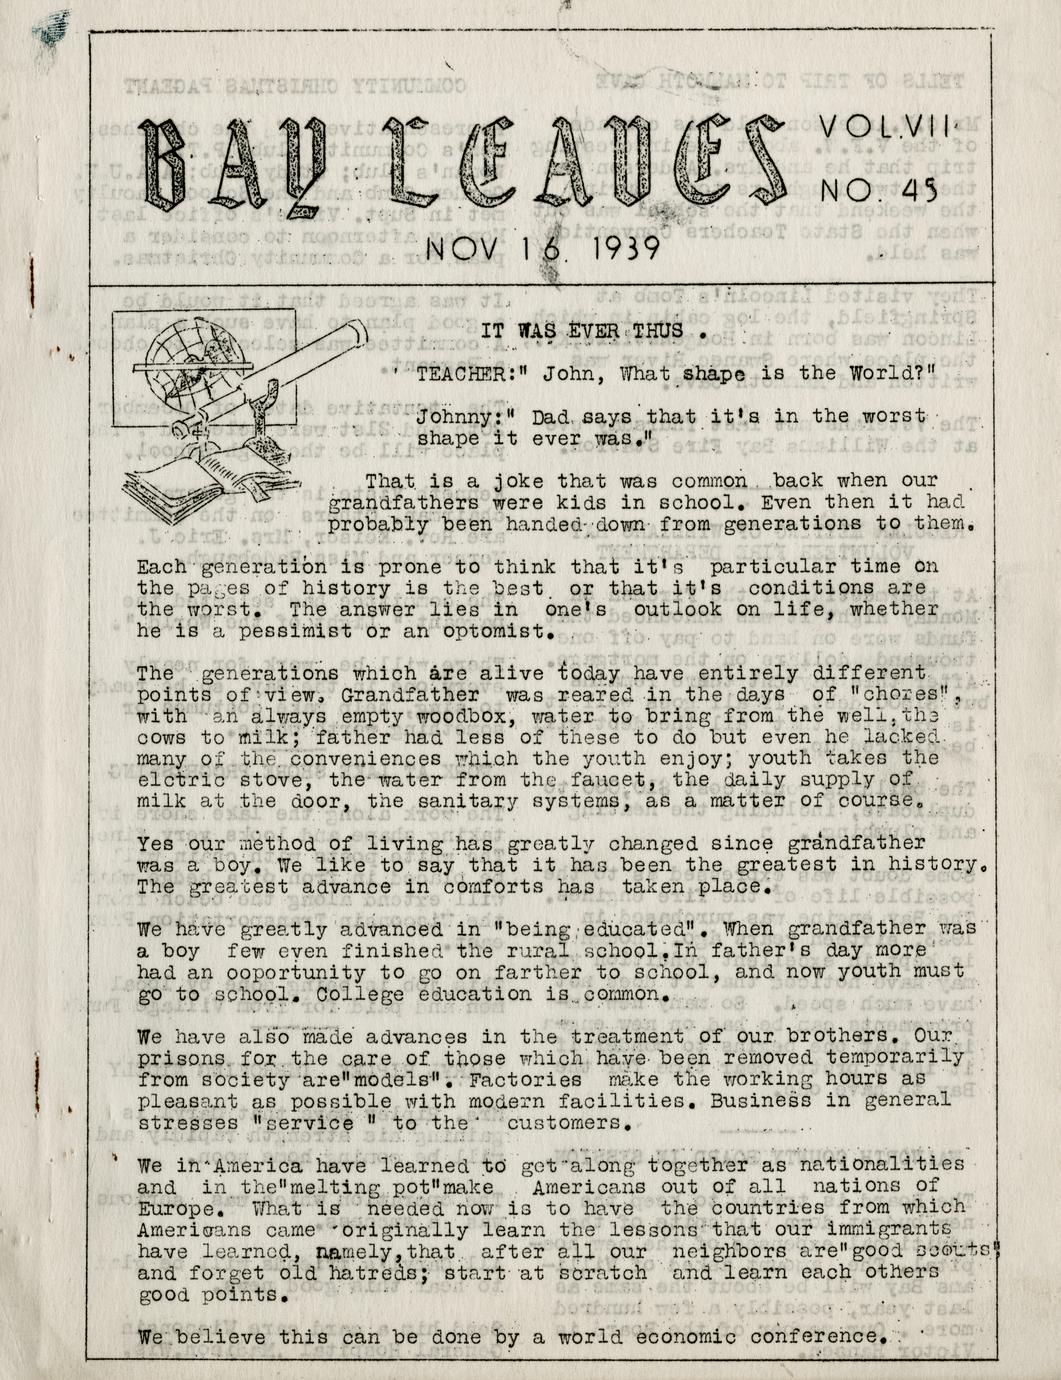 BAY LEAVES
VOL. VII
NO. 45
NOV 16. 1939
IT WAS EVER THUS .
TEACHER:" John, What shape is the World?"
Johnny:" Dad says that it's in the worst
shape it ever was."
That is a joke that was common back when our
grandfathers were kids in school. Even then it had
probably been handed down from generations to them.
Each generation is prone to think that it's particular time on
the pages of history is the best or that it's conditions are
the worst. The answer lies in one's outlook on life, whether
he is a pessimist or an optomist.
The generations which are alive today have entirely different
points of view. Grandfather was reared in the days of "chores",
with an always empty woodbox, water to bring from the well, the
cows to milk; father had less of these to do but even he lacked
many of the conveniences which the youth enjoy; youth takes the
elctric stove, the water from the faucet, the daily supply of
milk at the door, the sanitary systems, as a matter of course.
Yes our method of living has greatly changed since grandfather
was a boy. We like to say that it has been the greatest in history.
The greatest advance in comforts has taken place.
We have greatly advanced in "being educated". When grandfather was
a boy few even finished the rural school. In father's day more
had an ooportunity to go on farther to school, and now youth must
go to school. College education is common.
We have also made advances in the treatment of our brothers. Our
prisons for the care of those which have been removed temporarily
from society are"models". Factories make the working hours as
pleasant as possible with modern facilities. Business in general
stresses "service " to the customers.
We in America have learned to get along together as nationalities
and in the"melting pot"make Americans out of all nations of
Europe. What is needed now is to have the countries from which
Americans came originally learn the lessons that our immigrants
have learned, namely, that after all our neighbors are"good scouts"
and forget old hatreds; start at scratch and learn each others
good points.
We believe this can be done by a world economic conference.